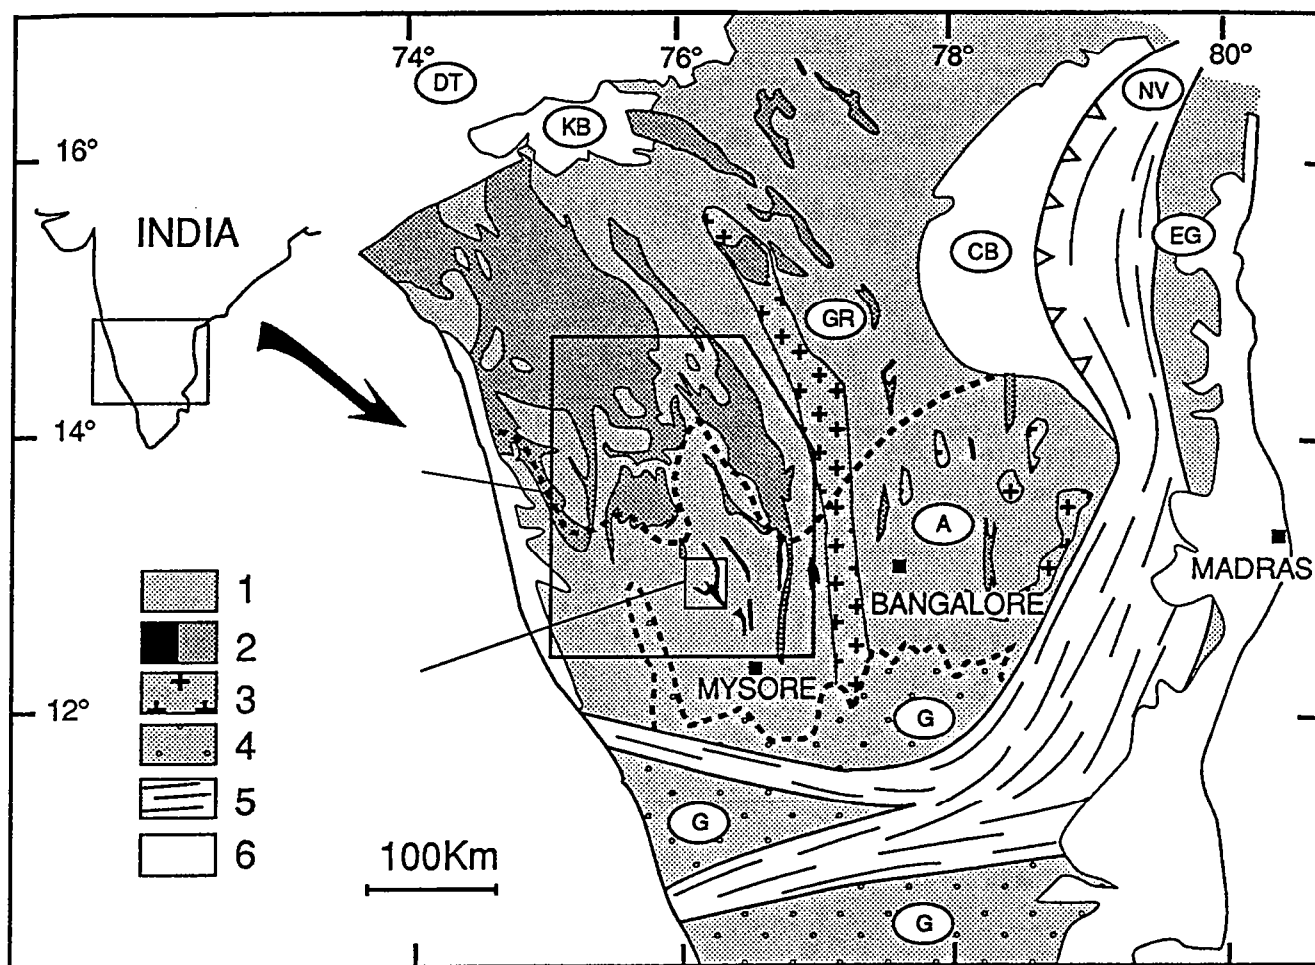 74°
76°
78°
80°
DT
NV
KB
16°
INDIA
EG
CB
GR
14°
A
MADRAS
1
BANGALORE
2
3
MYSORE
12°
G
4
5
G
6
100Km
G